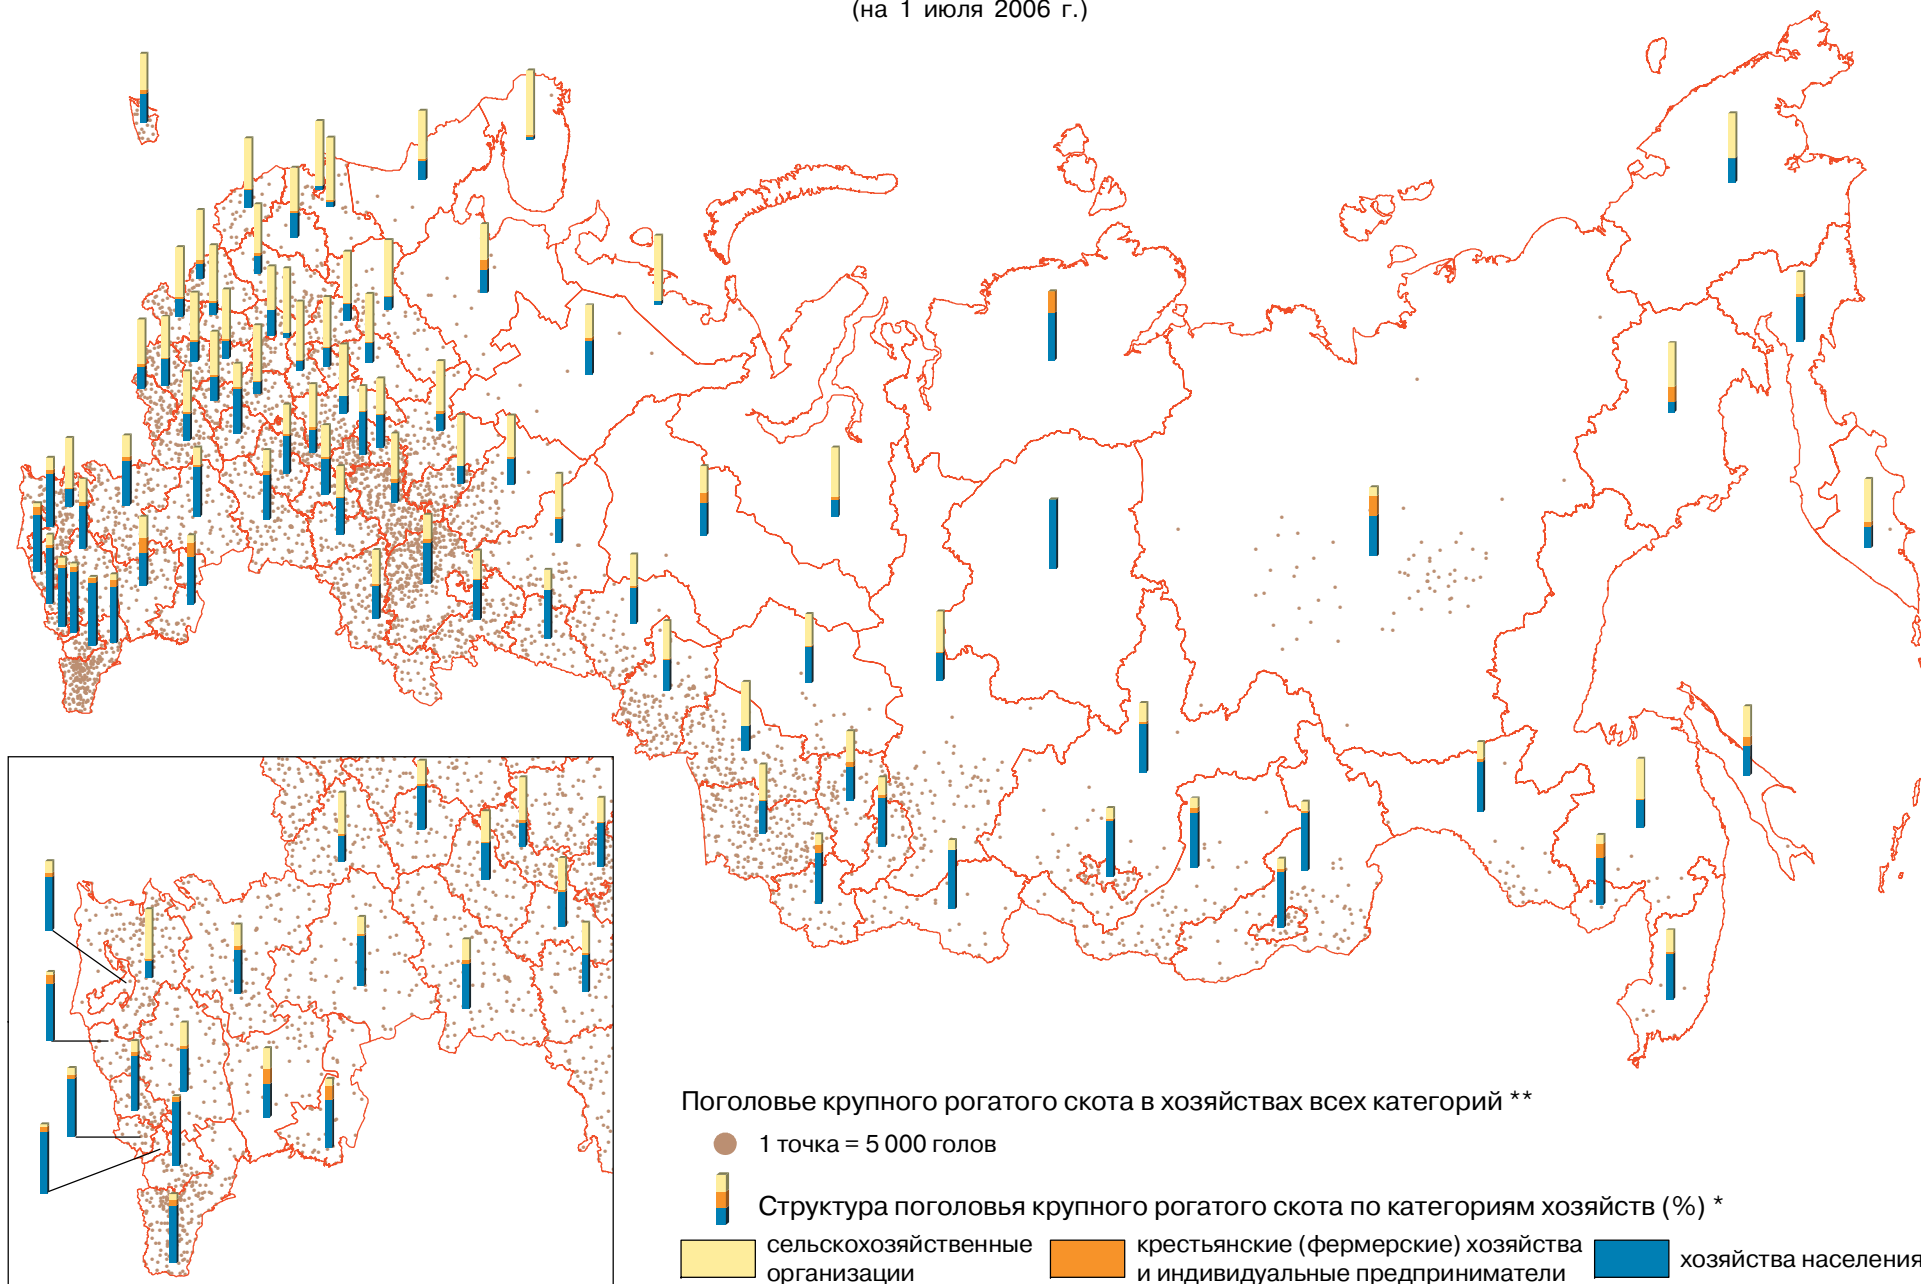 (на 1 июля 2006 г.)
Поголовье крупного рогатого скота в хозяйствах всех категорий **
1 точка = 5 000 голов
Структура поголовья крупного рогатого скота по категориям хозяйств (%) *
сельскохозяйственные
организации
крестьянские (фермерские) хозяйства
и индивидуальные предприниматели
хозяйства населения